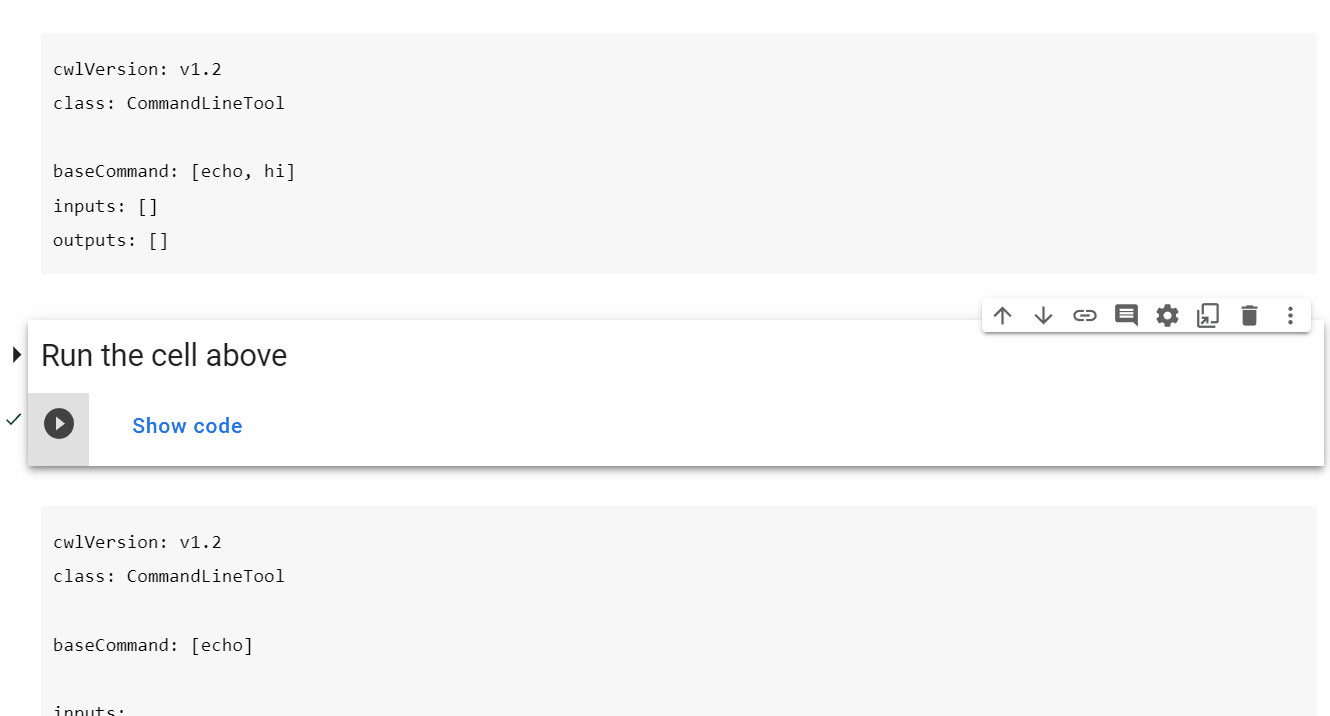 cwlVersion: v1.2
class: CommandLineTool
baseCommand: [echo, hi]
inputs: []
outputs: []
Run the cell above
Show code
cwlVersion: v1.2
class: CommandLineTool
baseCommand: [echo]
inputs: